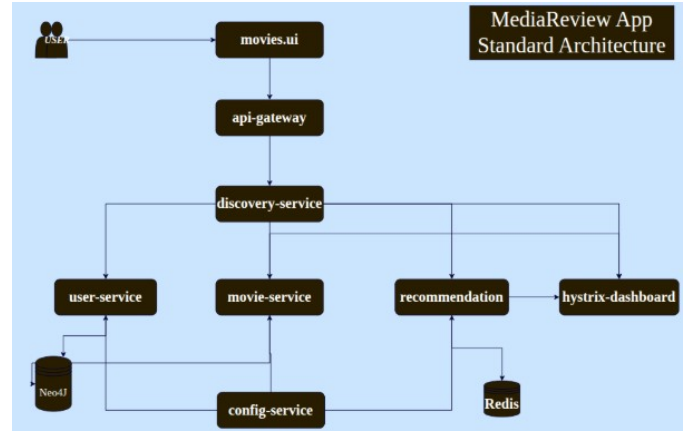 MediaReview App
Standard Architecture
USER
movies.ui
api-gateway
discovery-service
user-service
movie-service
recommendation
hystrix-dashboard
Neo4J
Redis
config-service